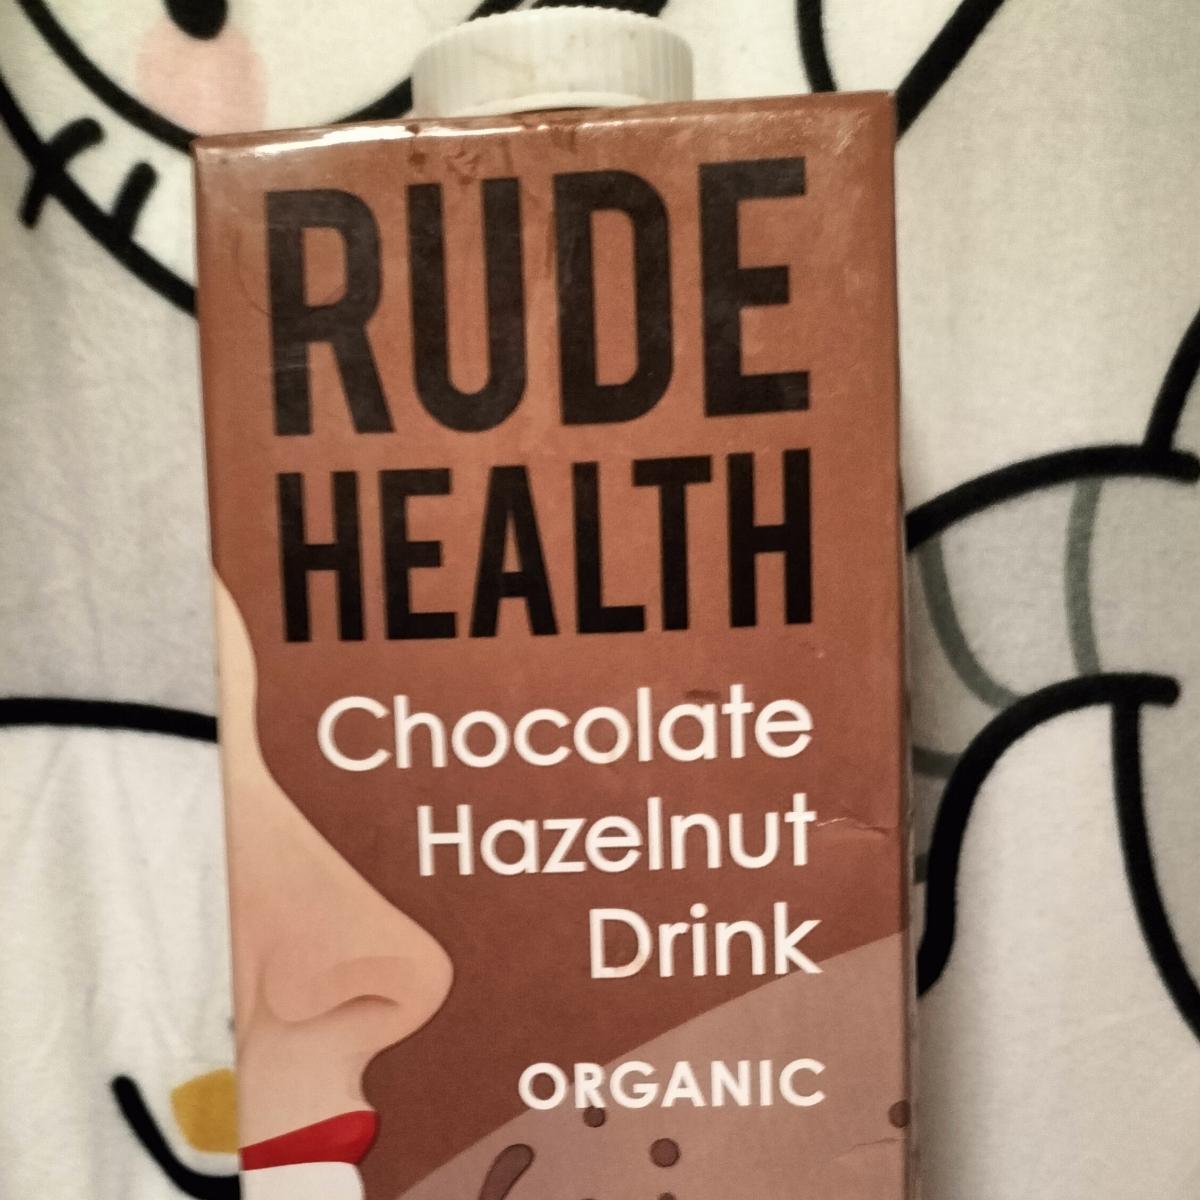 RUDE
HEALTH
Chocolate
Hazelnut
Drink
ORGANIC